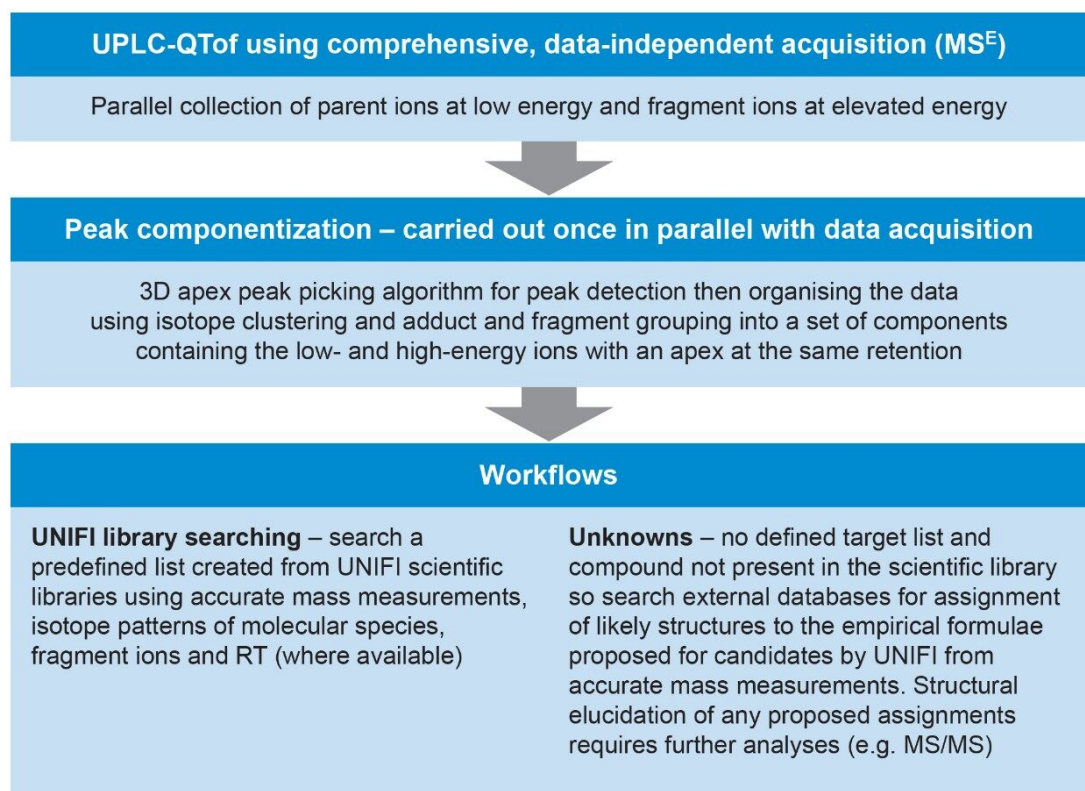 UPLC-QTof using comprehensive, data-independent acquisition (MSᴱ)
Parallel collection of parent ions at low energy and fragment ions at elevated energy
Peak componentization – carried out once in parallel with data acquisition
3D apex peak picking algorithm for peak detection then organising the data
using isotope clustering and adduct and fragment grouping into a set of components
containing the low- and high-energy ions with an apex at the same retention
Workflows
UNIFI library searching – search a
predefined list created from UNIFI scientific
libraries using accurate mass measurements,
isotope patterns of molecular species,
fragment ions and RT (where available)
Unknowns – no defined target list and
compound not present in the scientific library
so search external databases for assignment
of likely structures to the empirical formulae
proposed for candidates by UNIFI from
accurate mass measurements. Structural
elucidation of any proposed assignments
requires further analyses (e.g. MS/MS)